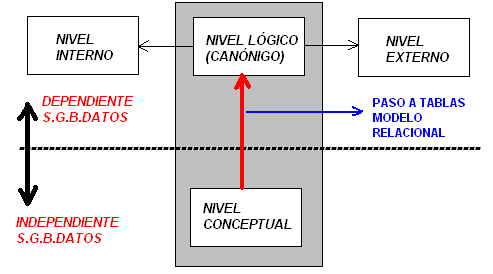 NIVEL
INTERNO
NIVEL LÓGICO
(CANÓNIGO)
NIVEL
EXTERNO
DEPENDIENTE
S.G.B.DATOS
PASO A TABLAS
MODELO
RELACIONAL
INDEPENDIENTE
S.G.B.DATOS
NIVEL
CONCEPTUAL